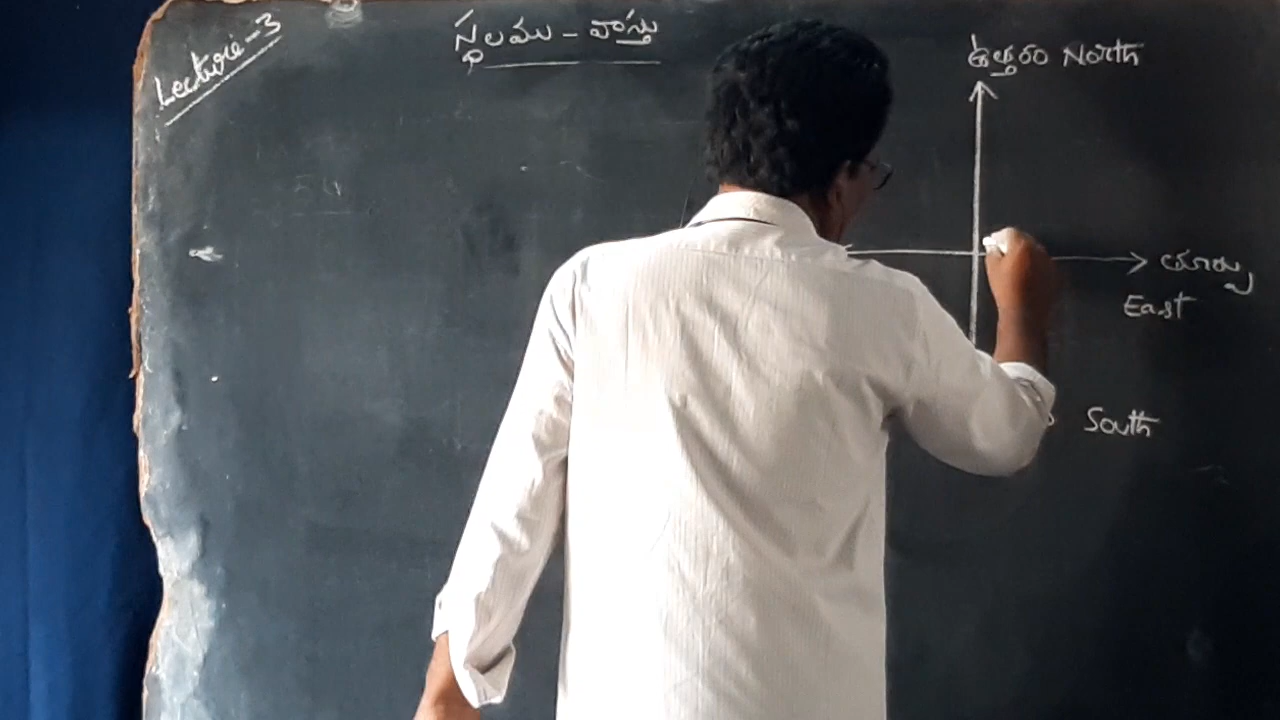 Lecture-3
స్థలము - వాస్తు
ఉత్తరం North
తూర్పు
East
South